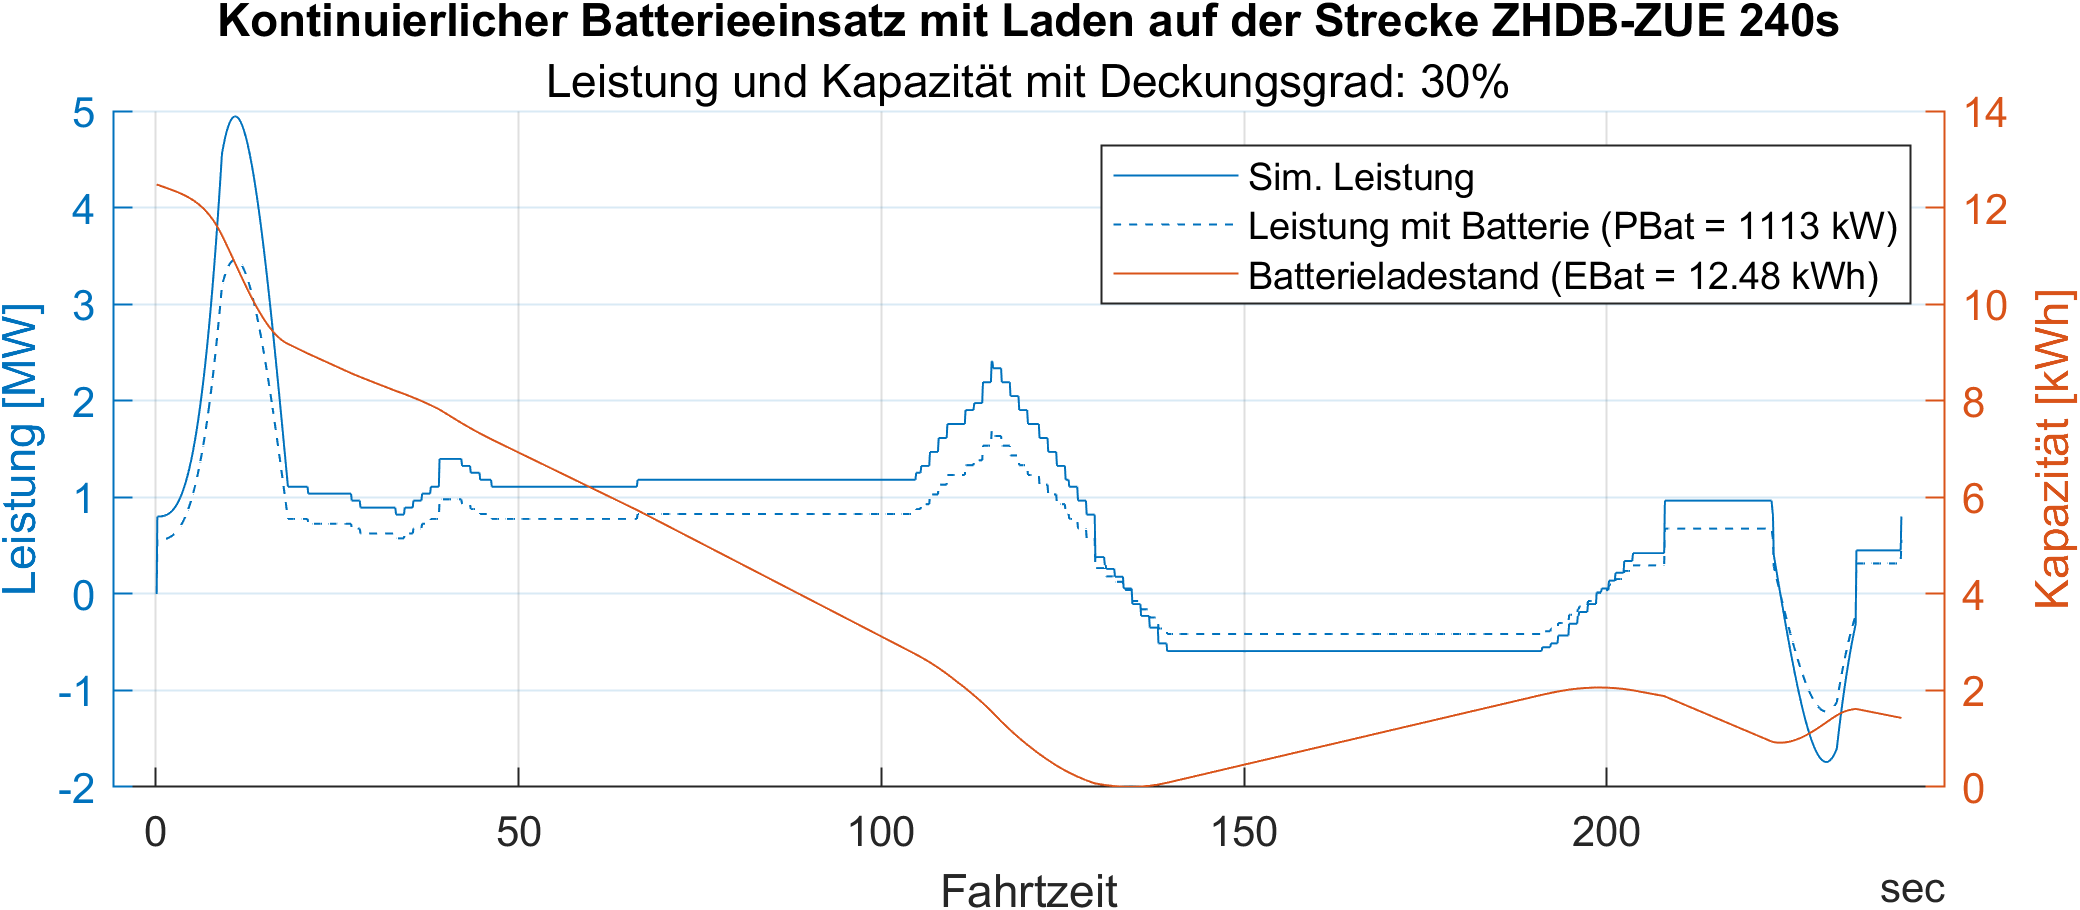 Kontinuierlicher Batterieeinsatz mit Laden auf der Strecke ZHDB-ZUE 240s
Leistung und Kapazität mit Deckungsgrad: 30%
5
4
3
2
1
0
-1
-2
Leistung [MW]
14
12
10
8
6
4
2
0
Kapazität [kWh]
Sim. Leistung
Leistung mit Batterie (PBat = 1113 kW)
Batterieladestand (EBat = 12.48 kWh)
0 50 100 150 200
Fahrtzeit
sec